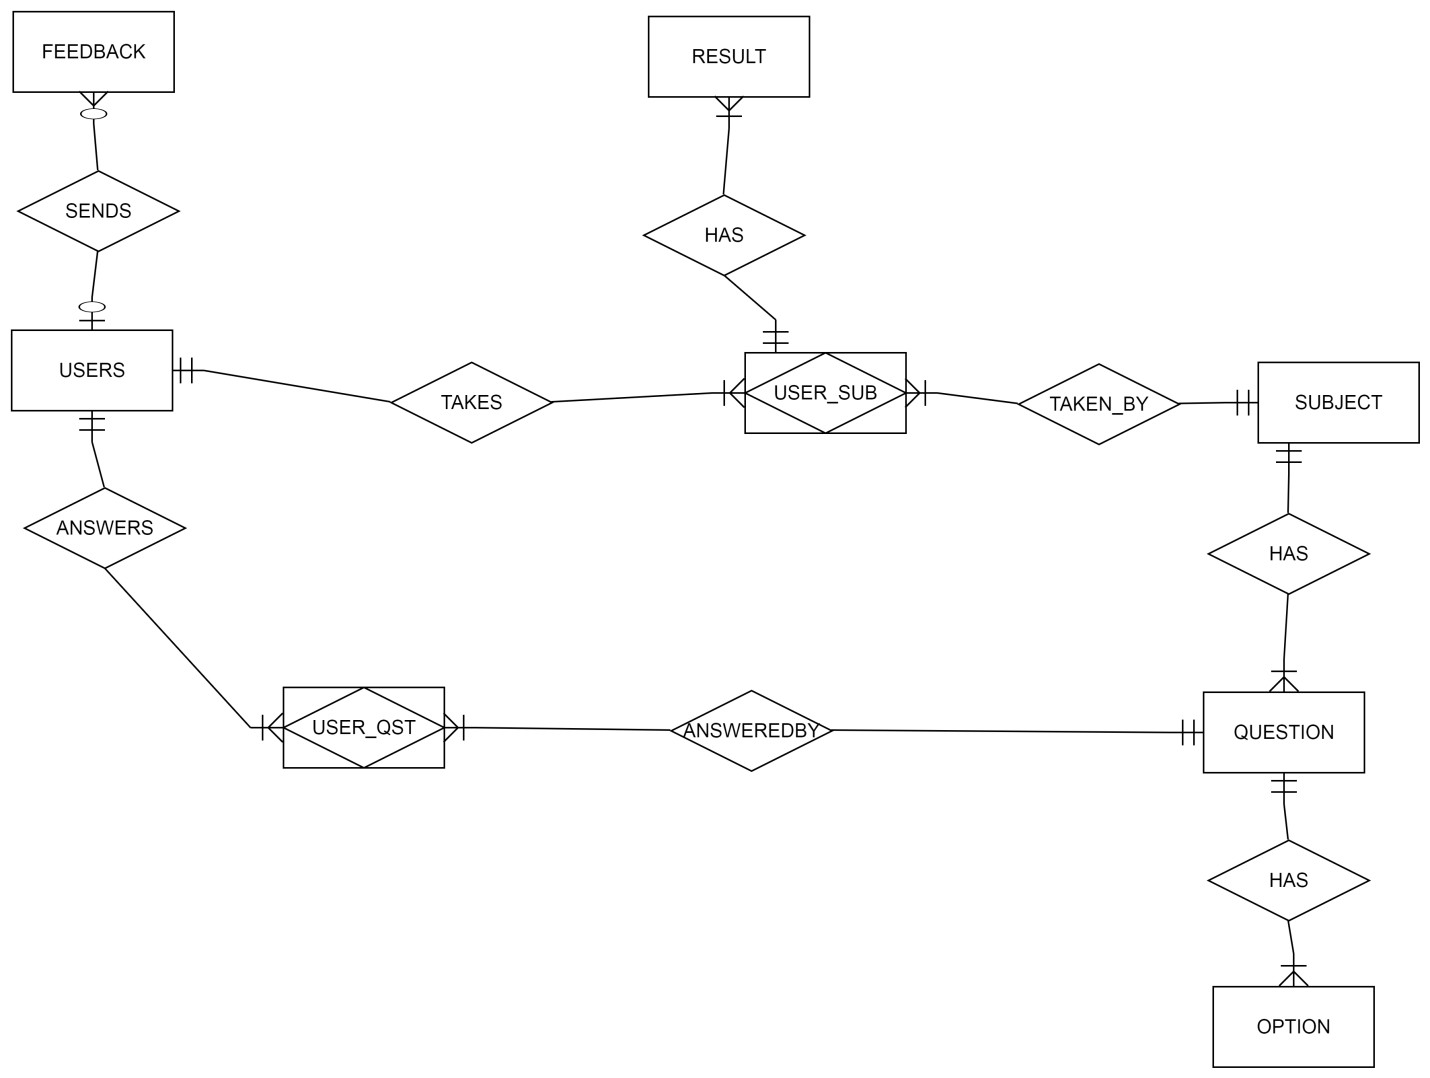 FEEDBACK
RESULT
SENDS
HAS
USERS
TAKES
USER_SUB
TAKEN_BY
SUBJECT
ANSWERS
HAS
USER_QST
ANSWEREDBY
QUESTION
HAS
OPTION